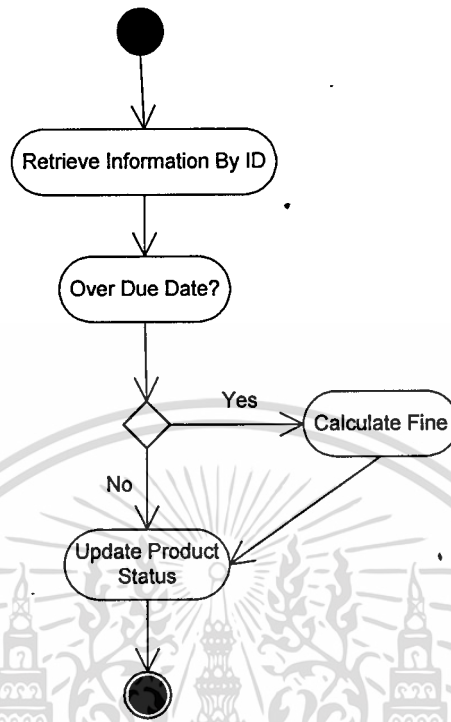 Retrieve Information By ID
Over Due Date?
Yes
Calculate Fine
No
Update Product
Status